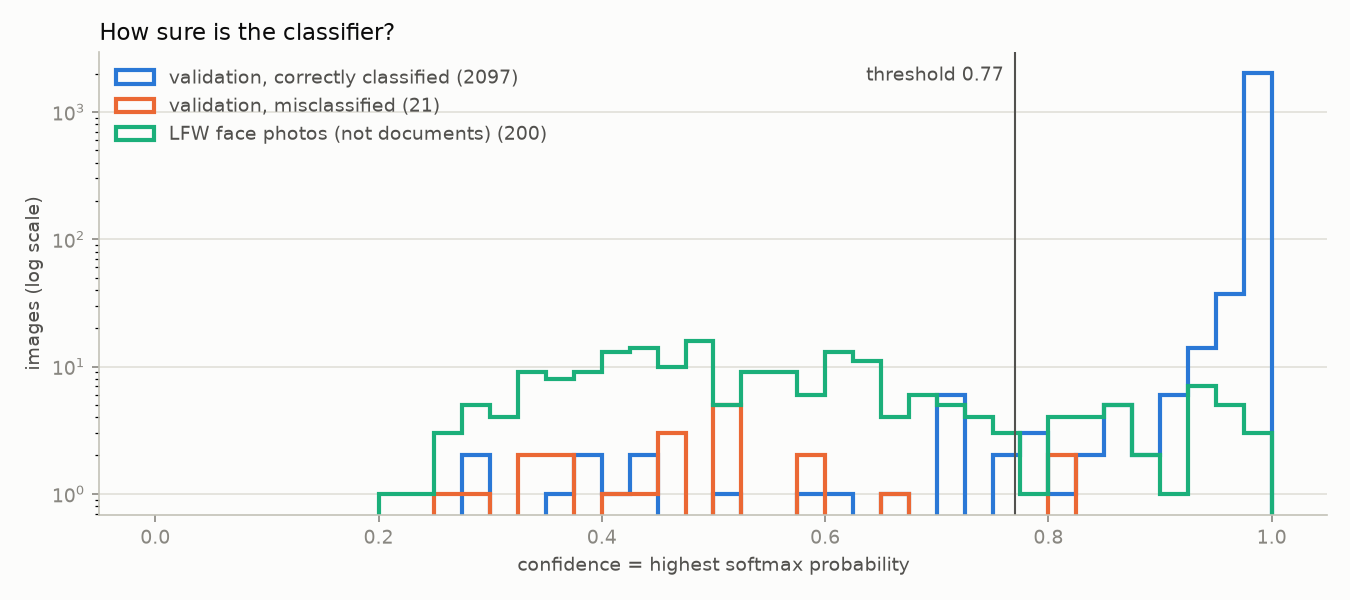 How sure is the classifier?
validation, correctly classified (2097)
validation, misclassified (21)
LFW face photos (not documents) (200)
threshold 0.77
images (log scale)
10³
10²
10¹
10⁰
0.0 0.2 0.4 0.6 0.8 1.0
confidence = highest softmax probability